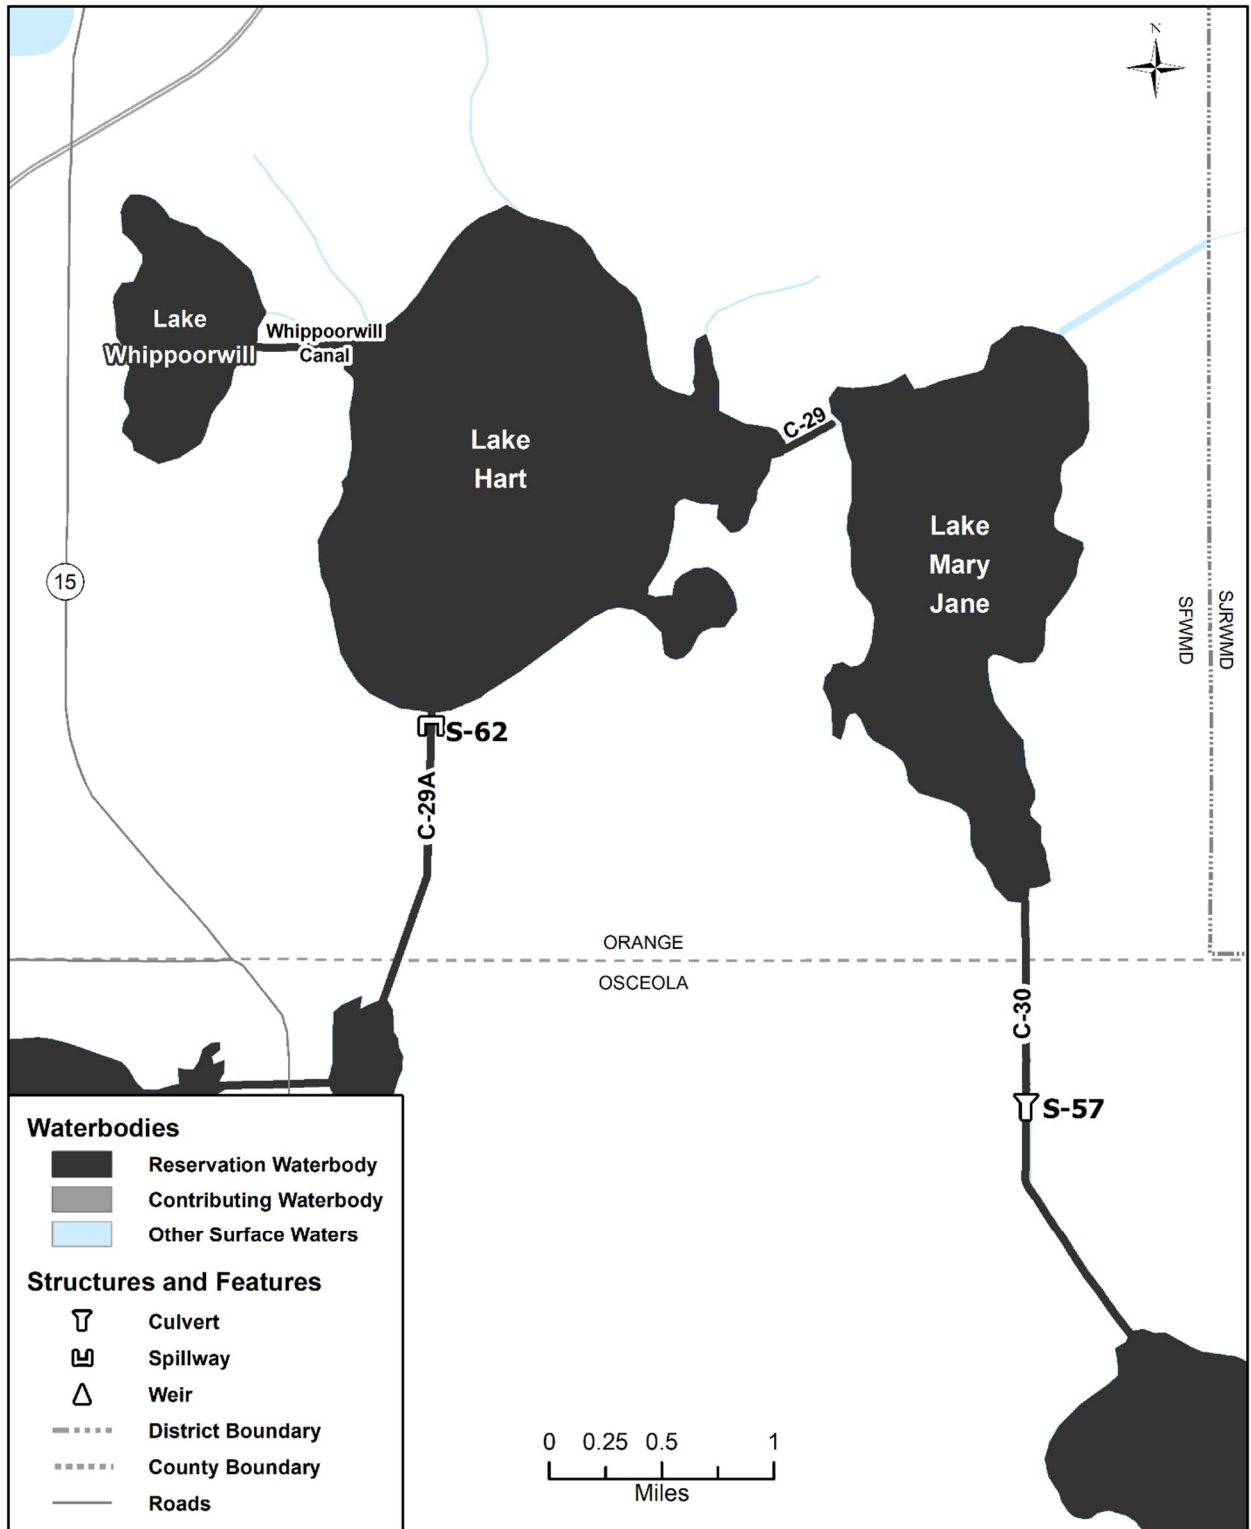 N
Lake
Whippoorwill
Whippoorwill
Canal
Lake
Hart
C-29
Lake
Mary
Jane
15
SFWMD
SJRWMD
S-62
C-29A
ORANGE
OSCEOLA
C-30
S-57
Waterbodies
Reservation Waterbody
Contributing Waterbody
Other Surface Waters
Structures and Features
Culvert
Spillway
Weir
District Boundary
County Boundary
Roads
0 0.25 0.5 1
Miles